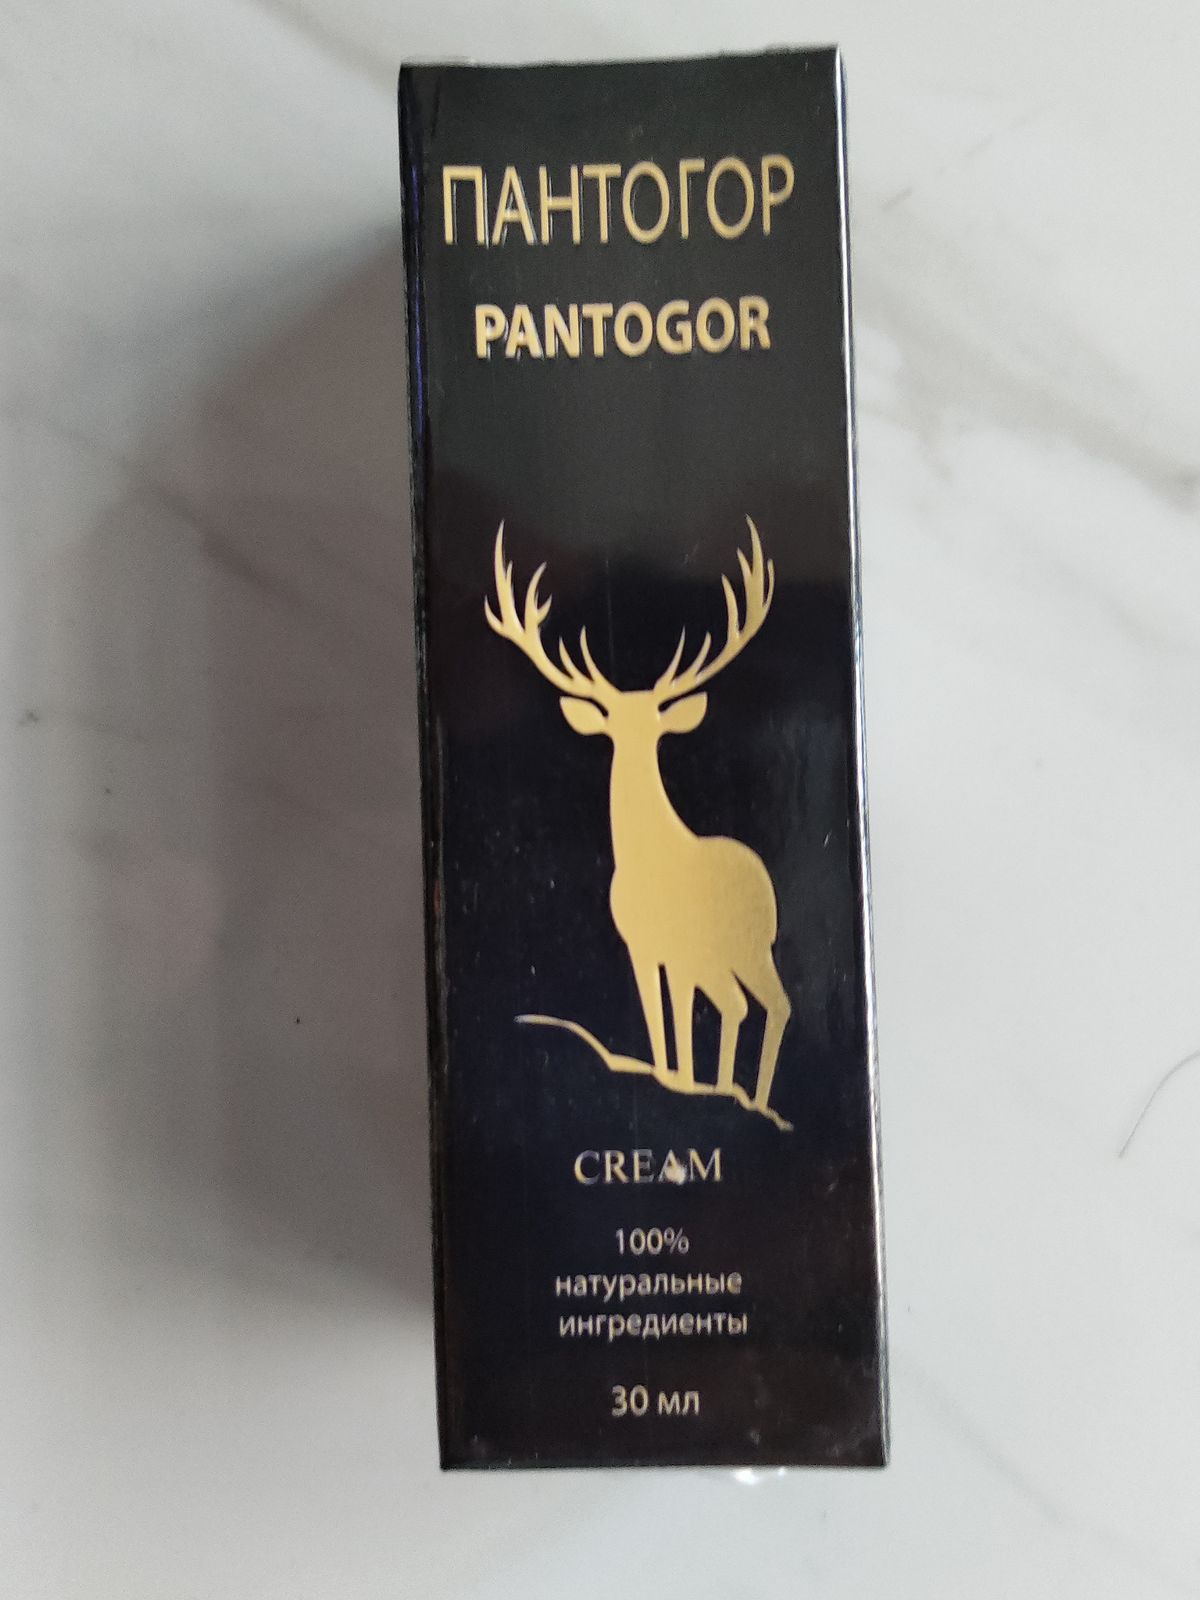 ПАНТОГОР
PANTOGOR
CREAM
100%
натуральные
ингредиенты
30 мл